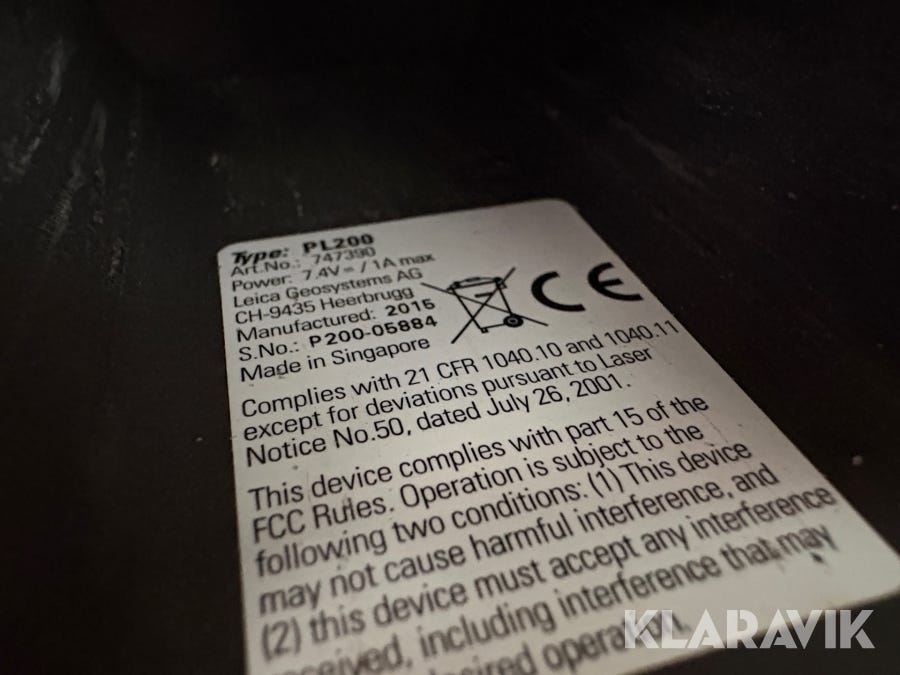 Type: PL200
Art.No.: 747390
Power: 7.4V = / 1A max
Leica Geosystems AG
CH-9435 Heerbrugg
Manufactured: 2015
S.No.: P200-05884
Made in Singapore
CE
Complies with 21 CFR 1040.10 and 1040.11
except for deviations pursuant to Laser
Notice No.50, dated July 26, 2001.
This device complies with part 15 of the
FCC Rules. Operation is subject to the
following two conditions: (1) This device
may not cause harmful interference, and
(2) this device must accept any interference
received, including interference that may
desired operation.
KLARAVIK